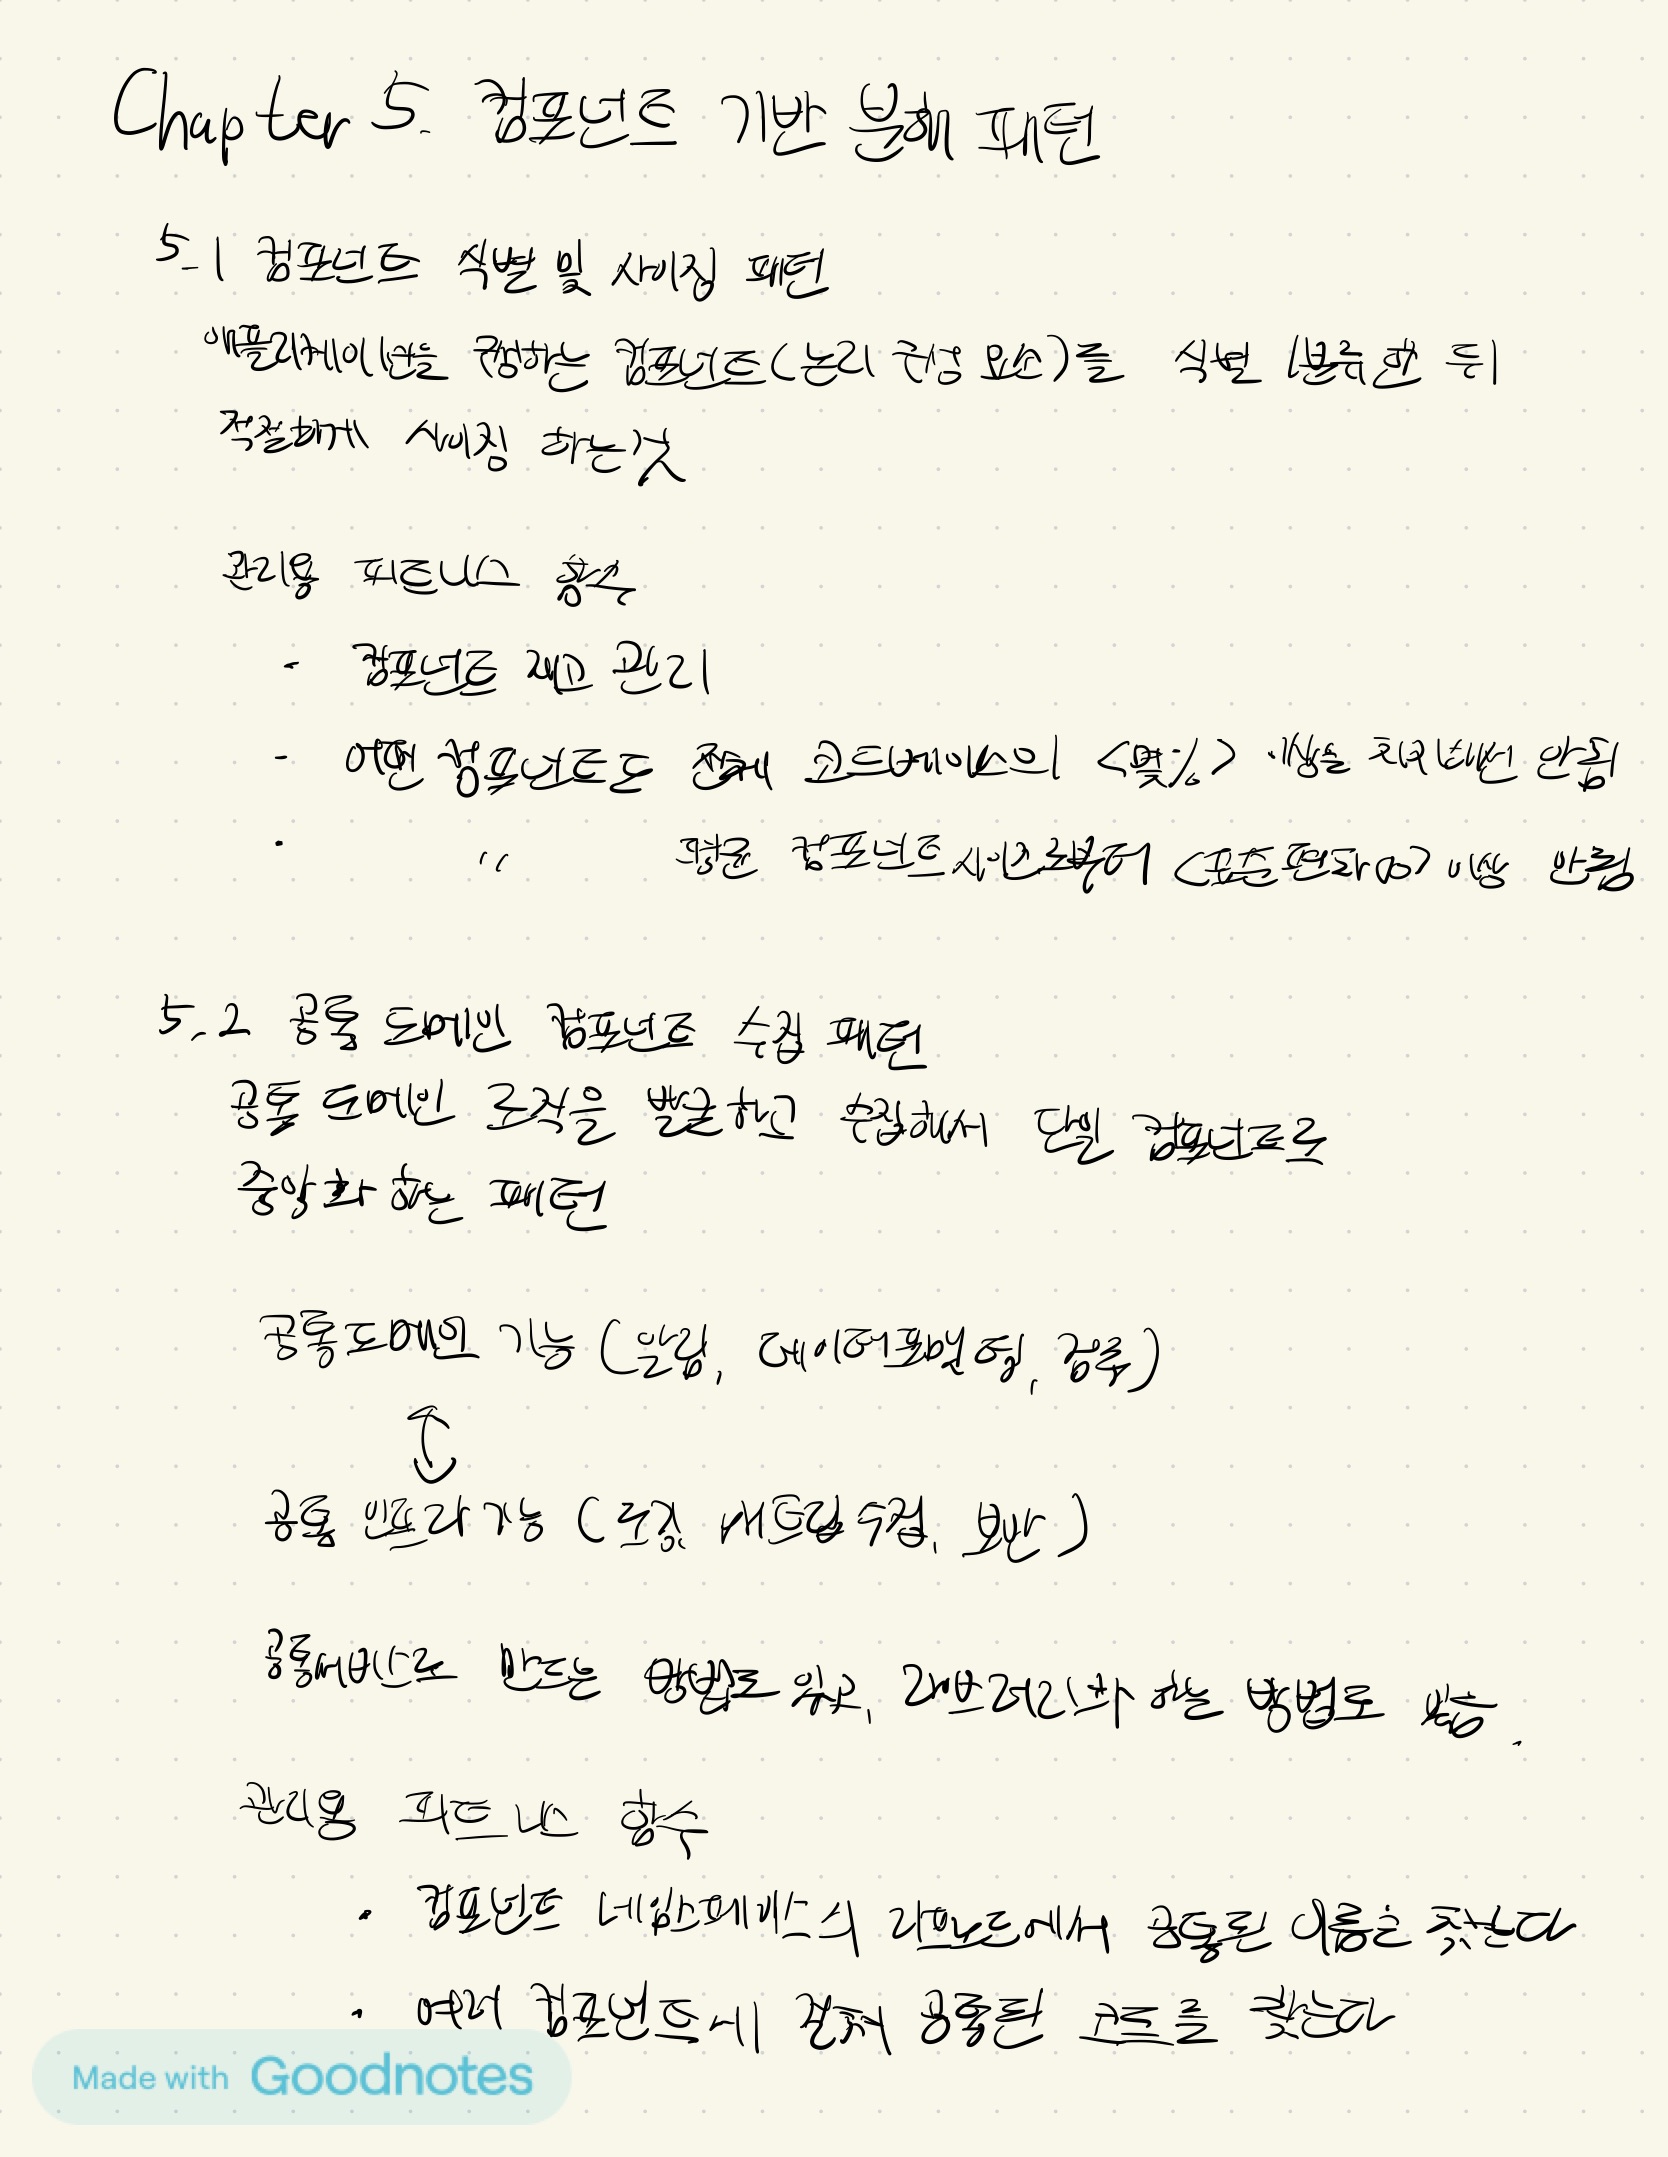 Chapter 5. 컴포넌트 기반 분해 패턴
5.1 컴포넌트 식별 및 사이징 패턴
애플리케이션을 구성하는 컴포넌트(논리 구성 요소)를 식별/분류한 뒤
적절하게 사이징 하는것
관리용 피트니스 함수
- 컴포넌트 재고 관리
- 어떤 컴포넌트도 전체 코드베이스의 <몇%> 이상을 차지해선 안됨
· " 평균 컴포넌트 사이즈로부터 <표준편차 ∞> 이상 안됨
5.2 공통 도메인 컴포넌트 수집 패턴
공통 도메인 로직을 발굴하고 수집해서 단일 컴포넌트로
중앙화 하는 패턴
공통도메인 기능 (알림, 데이터포맷팅, 검증)
↕
공통 인프라 기능 (로깅, 메트릭 수집, 보안)
공통서비스로 만드는 방법도 있고, 라이브러리화 하는 방법도 있음.
관리용 피트니스 함수
· 컴포넌트 네임스페이스의 리프노드에서 공통된 이름을 찾는다
· 여러 컴포넌트에 걸쳐 공통된 코드를 찾는다
Made with Goodnotes